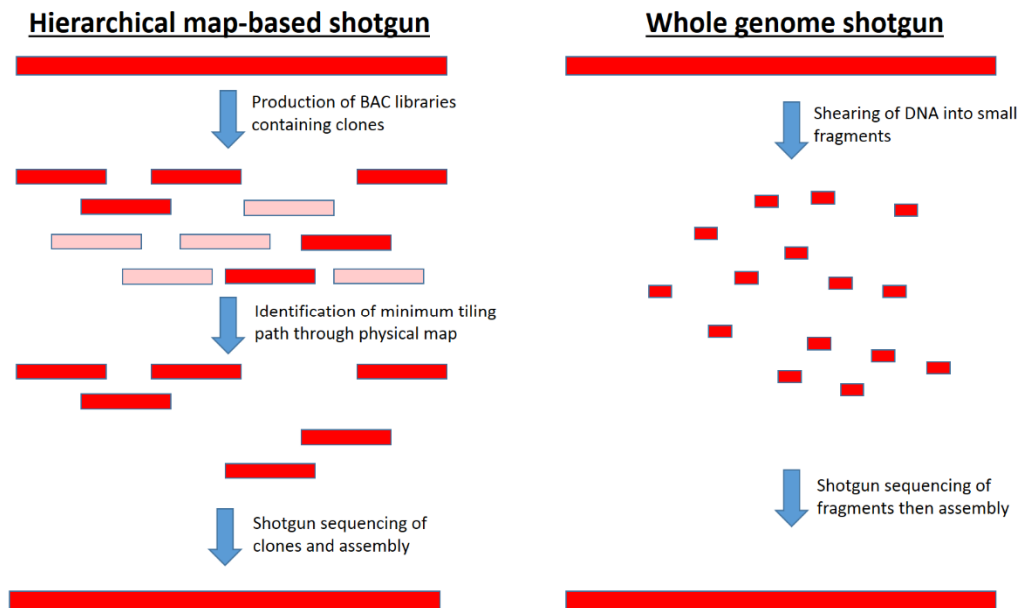 Hierarchical map-based shotgun
Production of BAC libraries
containing clones
Identification of minimum tiling
path through physical map
Shotgun sequencing of
clones and assembly
Whole genome shotgun
Shearing of DNA into small
fragments
Shotgun sequencing of
fragments then assembly